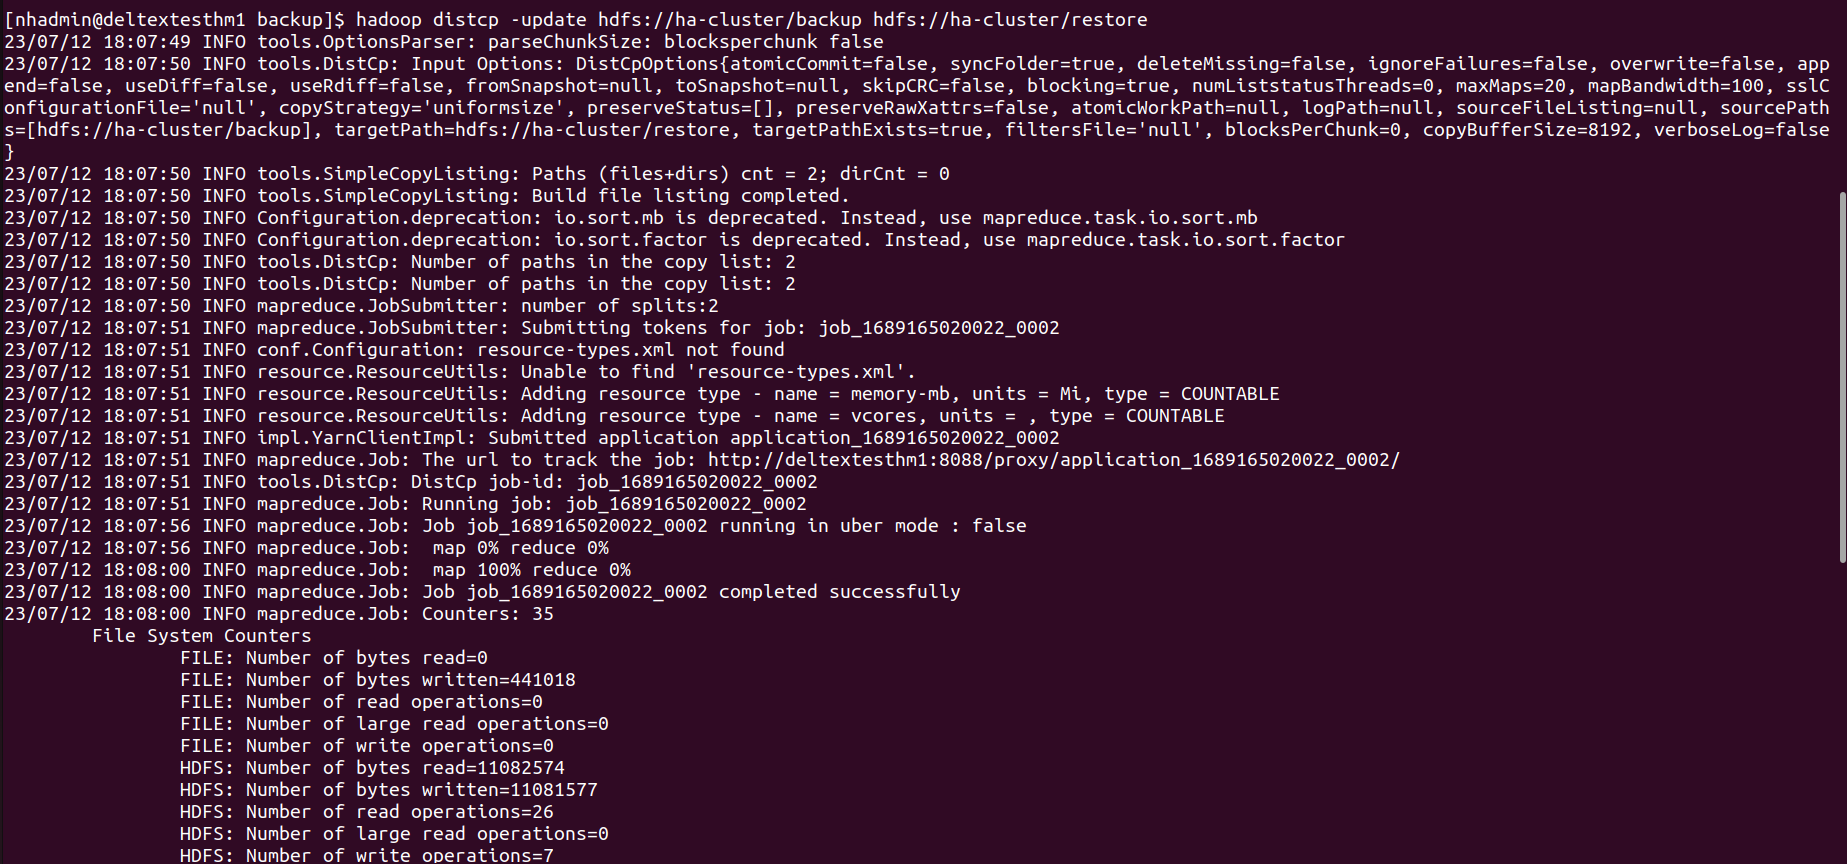 [nhadmin@deltextesthm1 backup]$ hadoop distcp -update hdfs://ha-cluster/backup hdfs://ha-cluster/restore
23/07/12 18:07:49 INFO tools.OptionsParser: parseChunkSize: blocksperchunk false
23/07/12 18:07:50 INFO tools.DistCp: Input Options: DistCpOptions{atomicCommit=false, syncFolder=true, deleteMissing=false, ignoreFailures=false, overwrite=false, app
end=false, useDiff=false, useRdiff=false, fromSnapshot=null, toSnapshot=null, skipCRC=false, blocking=true, numListstatusThreads=0, maxMaps=20, mapBandwidth=100, sslC
onfigurationFile='null', copyStrategy='uniformsize', preserveStatus=[], preserveRawXattrs=false, atomicWorkPath=null, logPath=null, sourceFileListing=null, sourcePath
s=[hdfs://ha-cluster/backup], targetPath=hdfs://ha-cluster/restore, targetPathExists=true, filtersFile='null', blocksPerChunk=0, copyBufferSize=8192, verboseLog=false
}
23/07/12 18:07:50 INFO tools.SimpleCopyListing: Paths (files+dirs) cnt = 2; dirCnt = 0
23/07/12 18:07:50 INFO tools.SimpleCopyListing: Build file listing completed.
23/07/12 18:07:50 INFO Configuration.deprecation: io.sort.mb is deprecated. Instead, use mapreduce.task.io.sort.mb
23/07/12 18:07:50 INFO Configuration.deprecation: io.sort.factor is deprecated. Instead, use mapreduce.task.io.sort.factor
23/07/12 18:07:50 INFO tools.DistCp: Number of paths in the copy list: 2
23/07/12 18:07:50 INFO tools.DistCp: Number of paths in the copy list: 2
23/07/12 18:07:50 INFO mapreduce.JobSubmitter: number of splits:2
23/07/12 18:07:51 INFO mapreduce.JobSubmitter: Submitting tokens for job: job_1689165020022_0002
23/07/12 18:07:51 INFO conf.Configuration: resource-types.xml not found
23/07/12 18:07:51 INFO resource.ResourceUtils: Unable to find 'resource-types.xml'.
23/07/12 18:07:51 INFO resource.ResourceUtils: Adding resource type - name = memory-mb, units = Mi, type = COUNTABLE
23/07/12 18:07:51 INFO resource.ResourceUtils: Adding resource type - name = vcores, units = , type = COUNTABLE
23/07/12 18:07:51 INFO impl.YarnClientImpl: Submitted application application_1689165020022_0002
23/07/12 18:07:51 INFO mapreduce.Job: The url to track the job: http://deltextesthm1:8088/proxy/application_1689165020022_0002/
23/07/12 18:07:51 INFO tools.DistCp: DistCp job-id: job_1689165020022_0002
23/07/12 18:07:51 INFO mapreduce.Job: Running job: job_1689165020022_0002
23/07/12 18:07:56 INFO mapreduce.Job: Job job_1689165020022_0002 running in uber mode : false
23/07/12 18:07:56 INFO mapreduce.Job:  map 0% reduce 0%
23/07/12 18:08:00 INFO mapreduce.Job:  map 100% reduce 0%
23/07/12 18:08:00 INFO mapreduce.Job: Job job_1689165020022_0002 completed successfully
23/07/12 18:08:00 INFO mapreduce.Job: Counters: 35
File System Counters
FILE: Number of bytes read=0
FILE: Number of bytes written=441018
FILE: Number of read operations=0
FILE: Number of large read operations=0
FILE: Number of write operations=0
HDFS: Number of bytes read=11082574
HDFS: Number of bytes written=11081577
HDFS: Number of read operations=26
HDFS: Number of large read operations=0
HDFS: Number of write operations=7